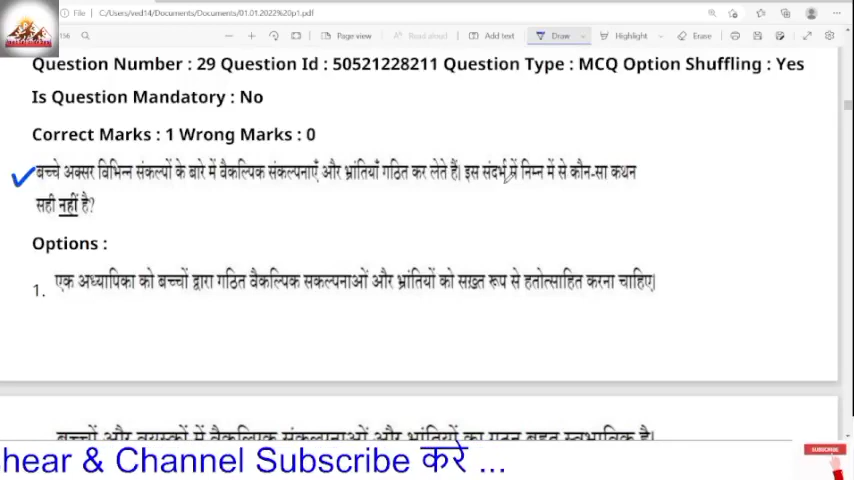 File | C:/Users/ved14/Documents/Documents/01.01.2022%20p1.pdf
156 Page view Read aloud Add text Draw Highlight Erase
Question Number : 29 Question Id : 50521228211 Question Type : MCQ Option Shuffling : Yes
Is Question Mandatory : No
Correct Marks : 1 Wrong Marks : 0
बच्चे अक्सर विभिन्न संकल्पों के बारे में वैकल्पिक संकल्पनाएँ और भ्रांतियाँ गठित कर लेते हैं। इस संदर्भ में निम्न में से कौन-सा कथन
सही नहीं है?
Options :
1. एक अध्यापिका को बच्चों द्वारा गठित वैकल्पिक सकल्पनाओं और भ्रांतियों को सख़्त रूप से हतोत्साहित करना चाहिए।
बच्चों और वयस्कों में वैकल्पिक संकल्पनाओं और भ्रांतियों का गठन बहुत स्वभाविक है।
hear & Channel Subscribe करे ...
SUBSCRIBE